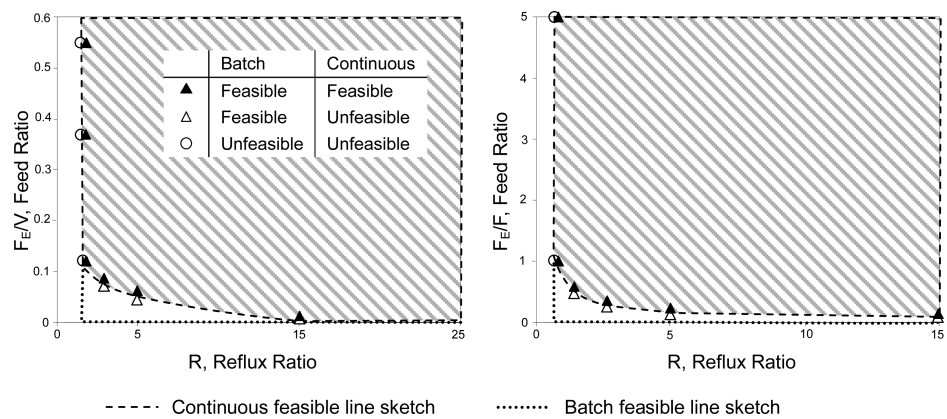 0.6
0.5
0.4
0.3
0.2
0.1
0
0
5
15
25
F_E/V, Feed Ratio
R, Reflux Ratio
Batch Continuous
▲ Feasible Feasible
△ Feasible Unfeasible
○ Unfeasible Unfeasible
5
4
3
2
1
0
0
5
10
15
F_E/F, Feed Ratio
R, Reflux Ratio
Continuous feasible line sketch
Batch feasible line sketch